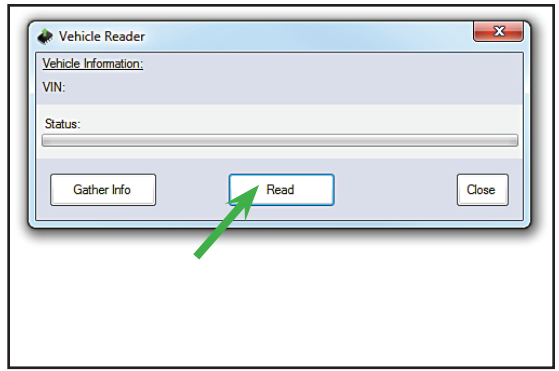 Vehicle Reader
x
Vehicle Information:
VIN:
Status:
Gather Info Read Close